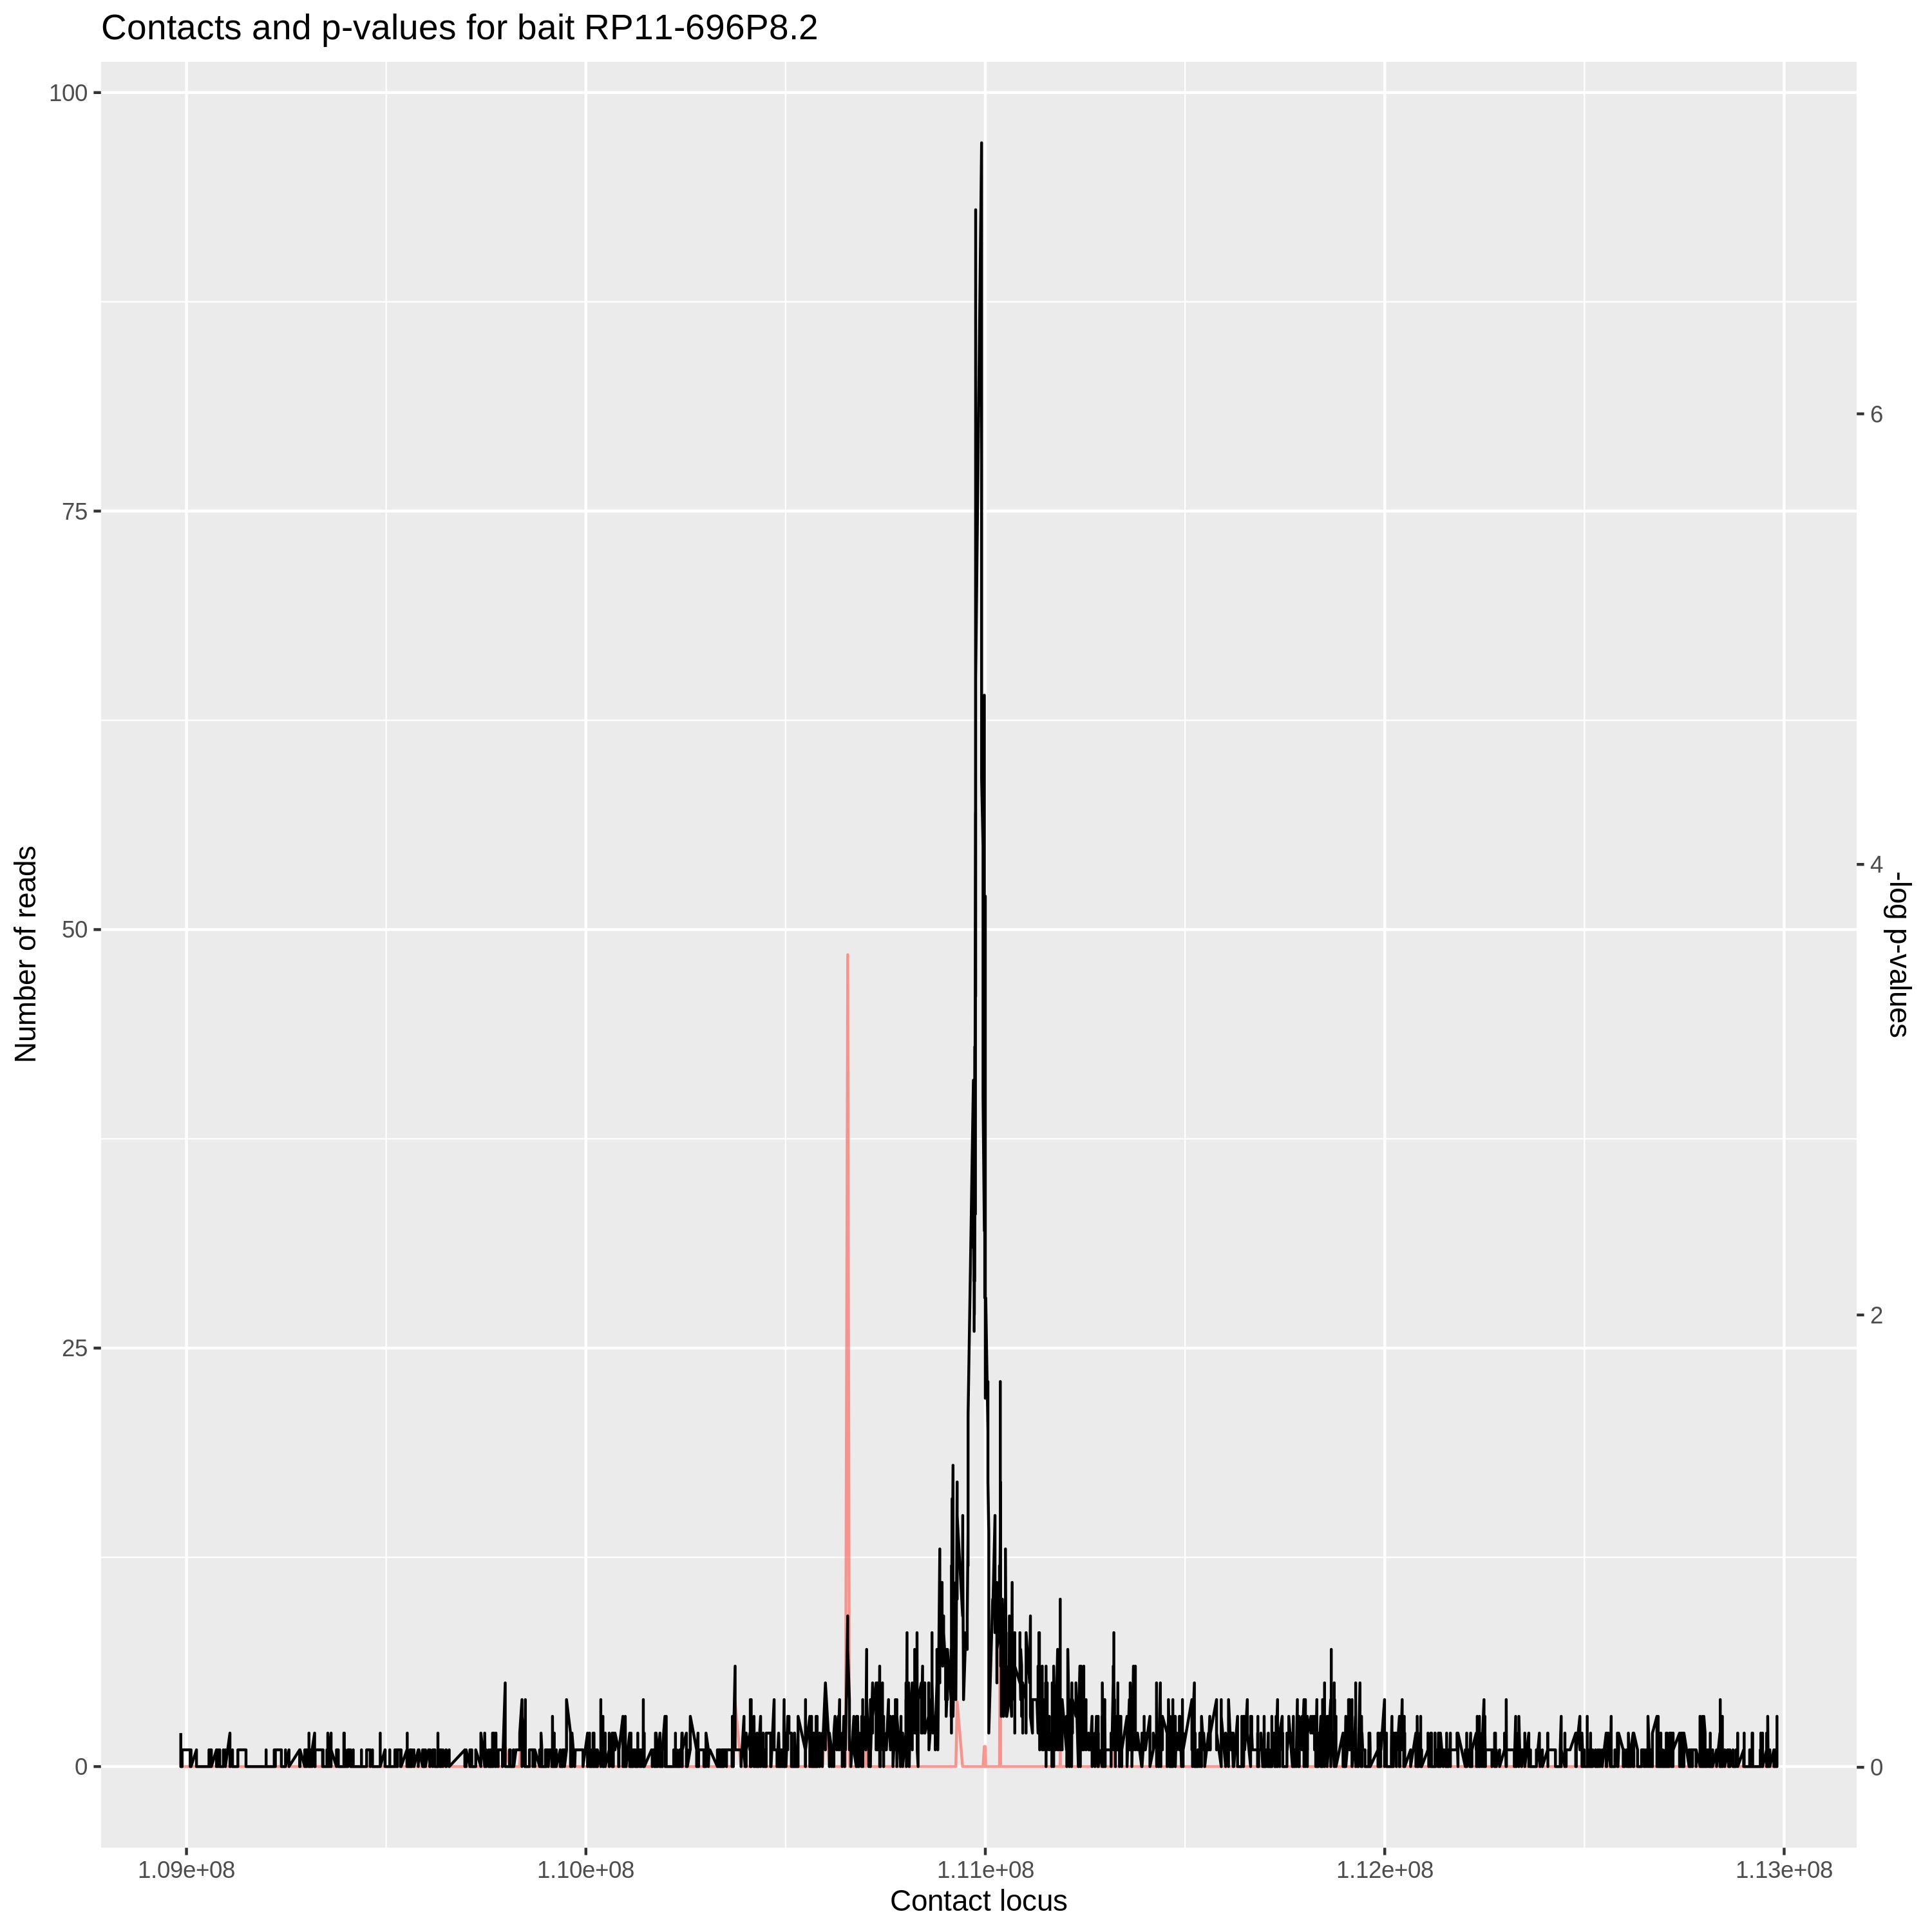 Contacts and p-values for bait RP11-696P8.2
100
75
50
25
0
Number of reads
6
4
2
0
-log p-values
1.09e+08
1.10e+08
1.11e+08
1.12e+08
1.13e+08
Contact locus